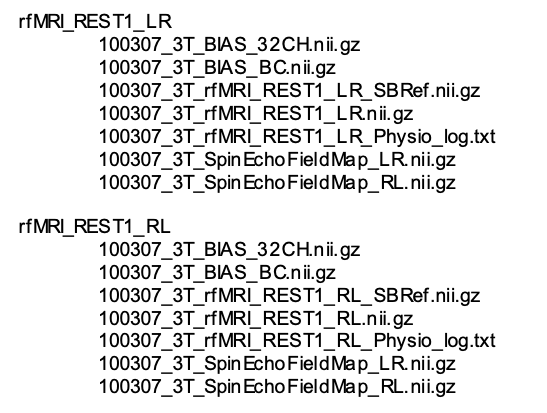 rfMRI_REST1_LR
100307_3T_BIAS_32CH.nii.gz
100307_3T_BIAS_BC.nii.gz
100307_3T_rfMRI_REST1_LR_SBRef.nii.gz
100307_3T_rfMRI_REST1_LR.nii.gz
100307_3T_rfMRI_REST1_LR_Physio_log.txt
100307_3T_SpinEchoFieldMap_LR.nii.gz
100307_3T_SpinEchoFieldMap_RL.nii.gz
rfMRI_REST1_RL
100307_3T_BIAS_32CH.nii.gz
100307_3T_BIAS_BC.nii.gz
100307_3T_rfMRI_REST1_RL_SBRef.nii.gz
100307_3T_rfMRI_REST1_RL.nii.gz
100307_3T_rfMRI_REST1_RL_Physio_log.txt
100307_3T_SpinEchoFieldMap_LR.nii.gz
100307_3T_SpinEchoFieldMap_RL.nii.gz